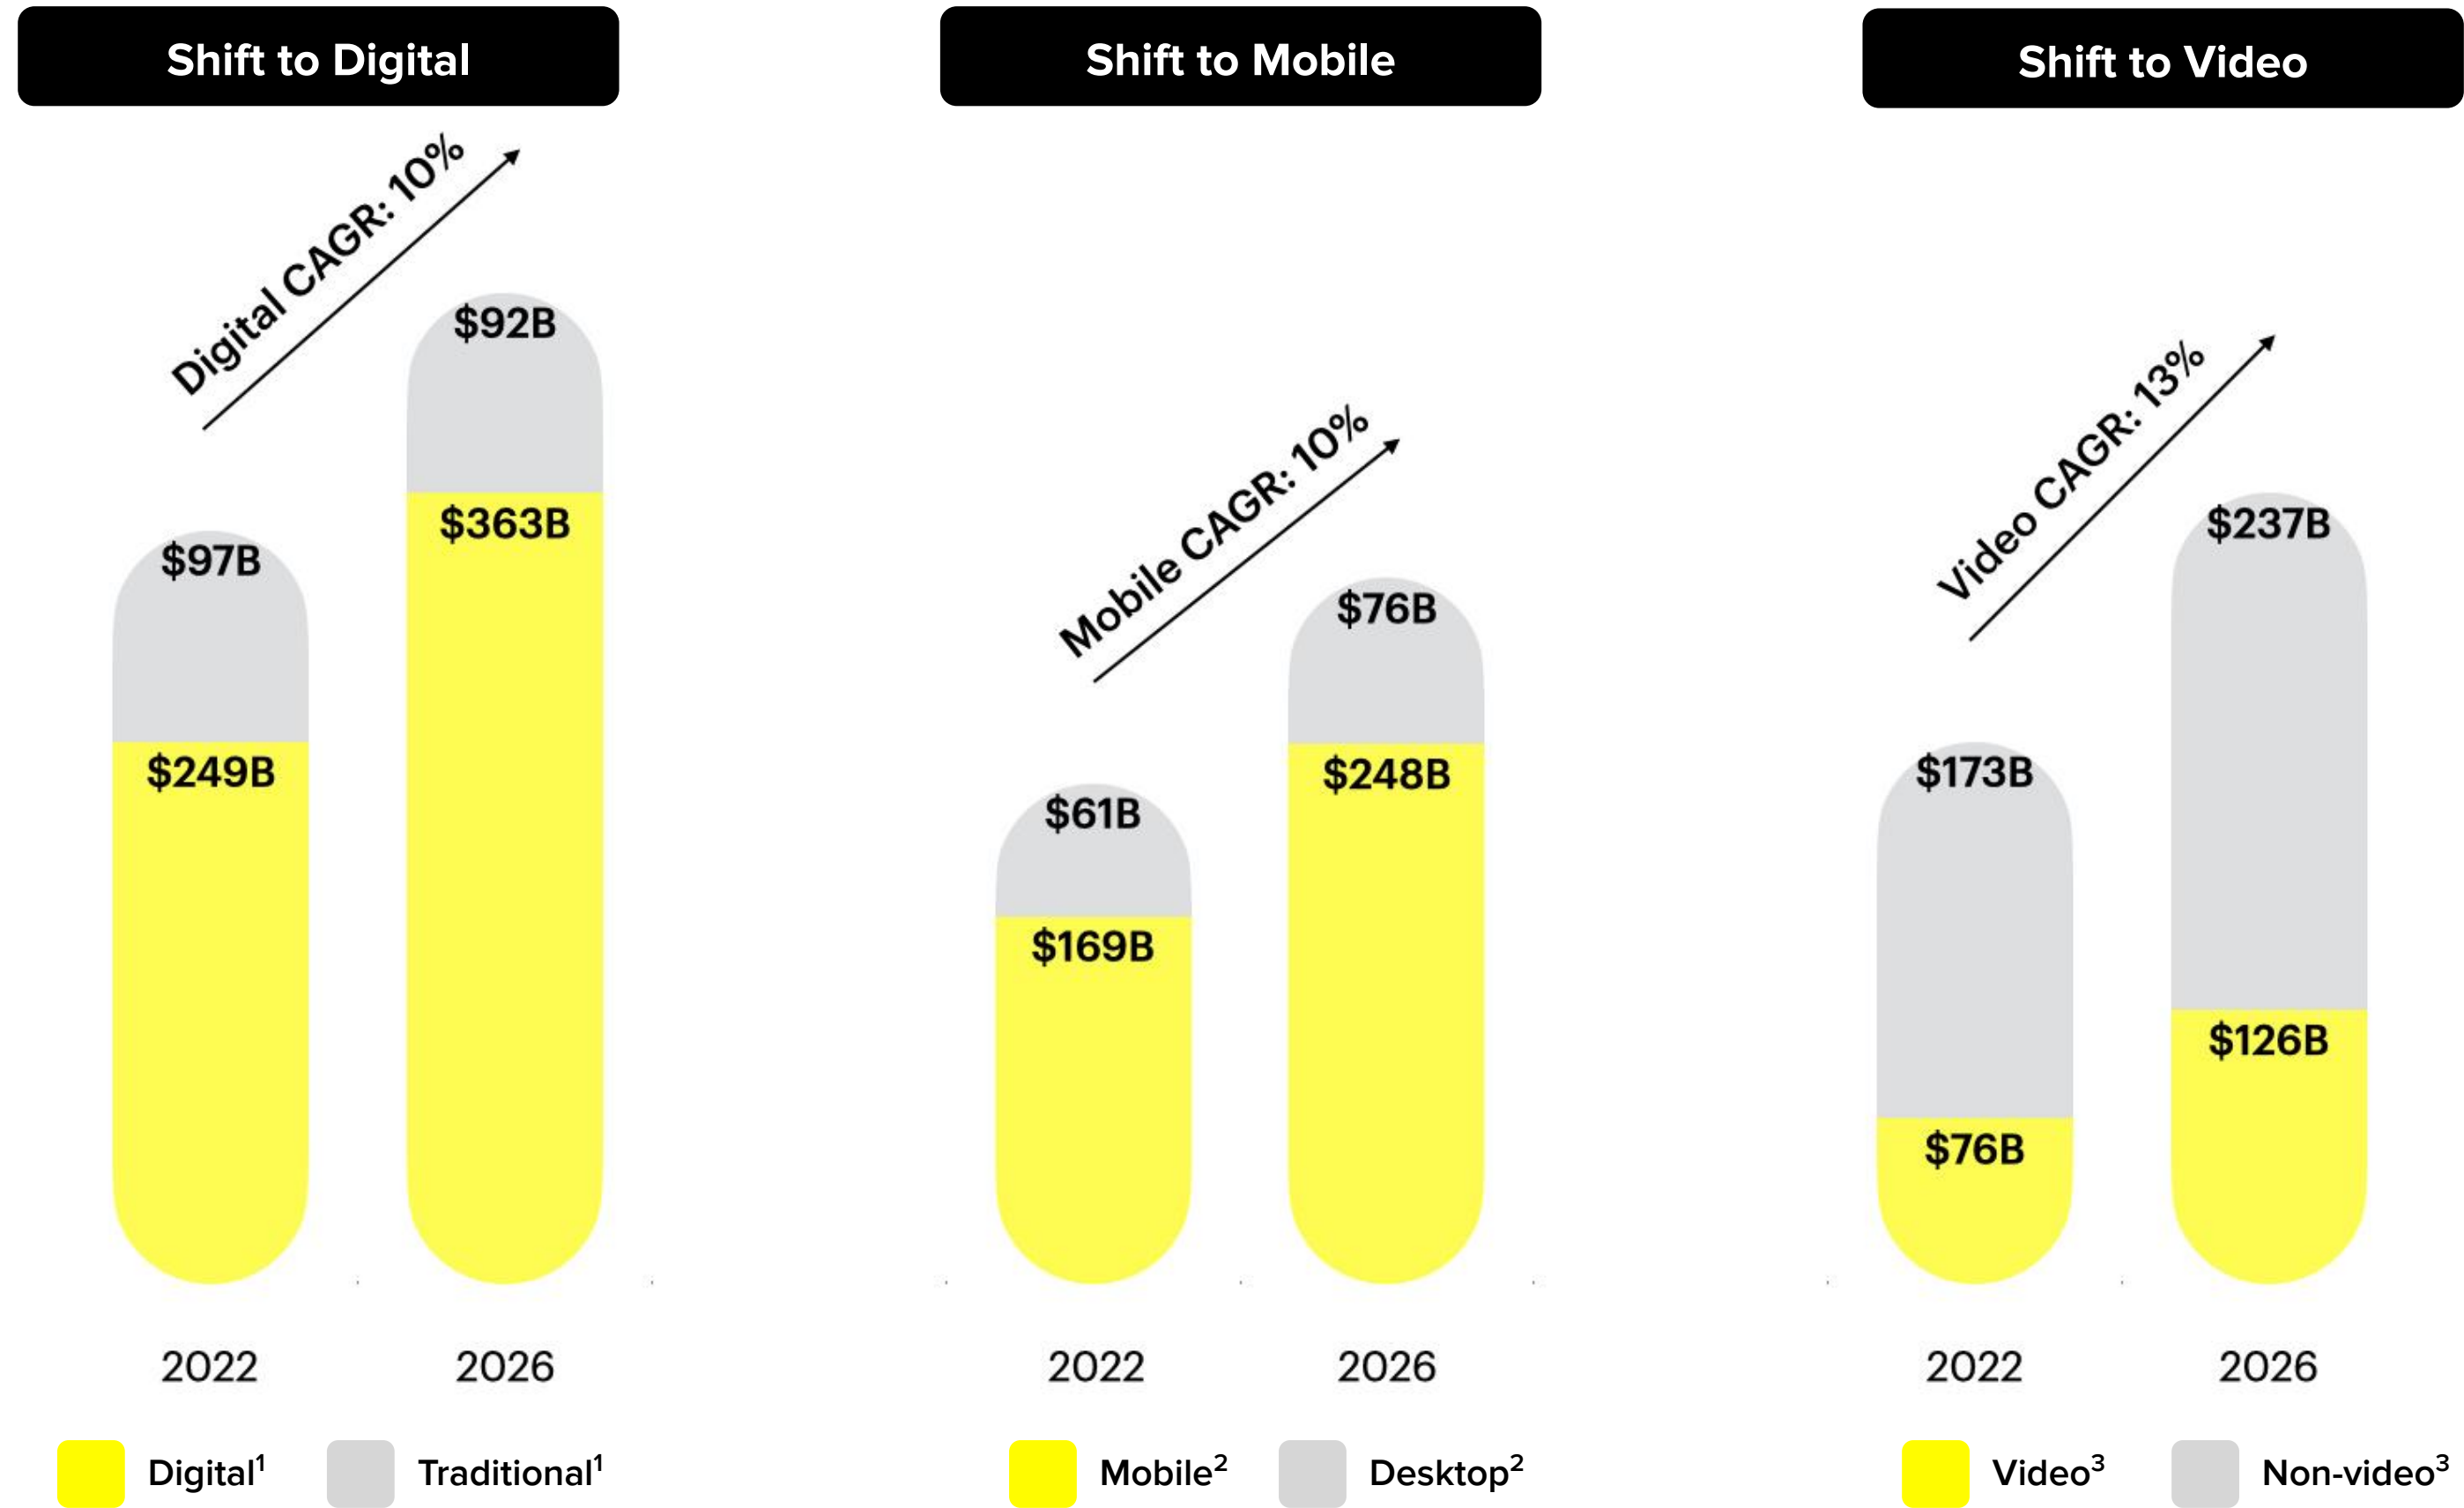 Shift to Digital
Digital CAGR: 10%
$92B
$363B
$97B
$249B
2022
2026
Digital¹
Traditional¹
Shift to Mobile
Mobile CAGR: 10%
$76B
$248B
$61B
$169B
2022
2026
Mobile²
Desktop²
Shift to Video
Video CAGR: 13%
$237B
$126B
$173B
$76B
2022
2026
Video³
Non-video³